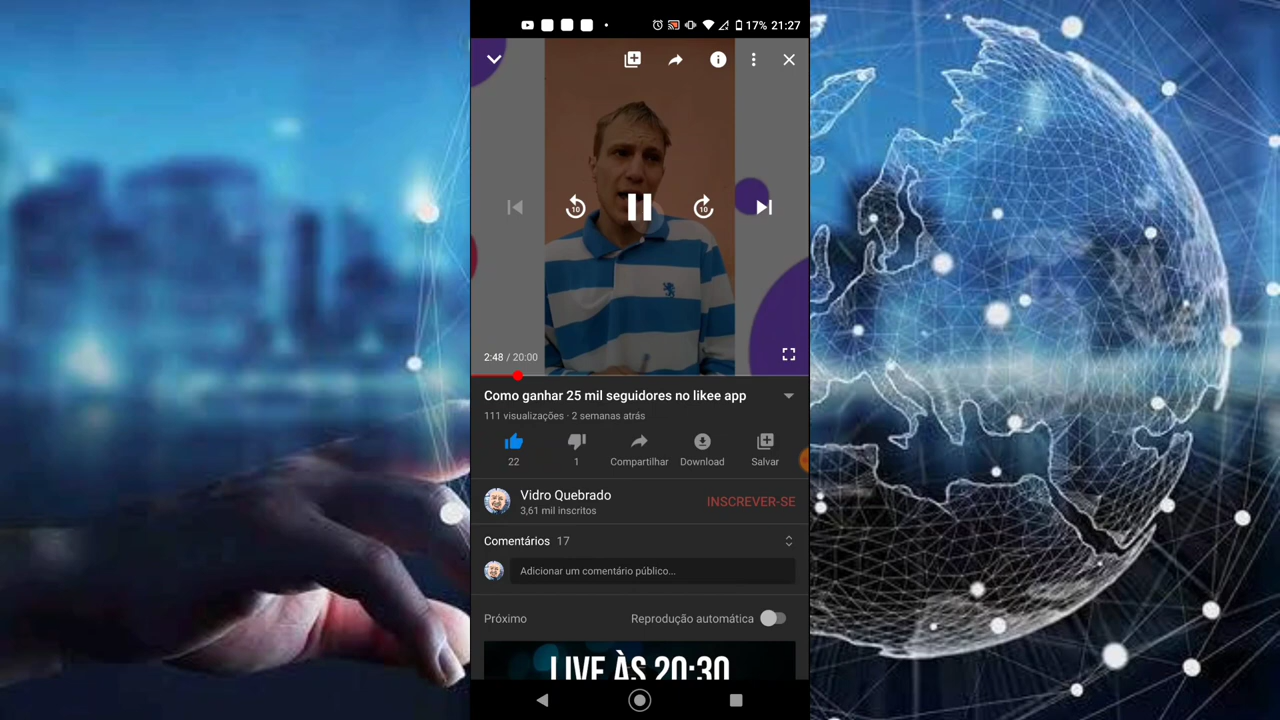 17% 21:27
10
10
2:48 / 20:00
Como ganhar 25 mil seguidores no likee app
111 visualizações · 2 semanas atrás
22
1
Compartilhar
Download
Salvar
Vidro Quebrado
3,61 mil inscritos
INSCREVER-SE
Comentários 17
Adicionar um comentário público...
Próximo
Reprodução automática
LIVE ÀS 20:30